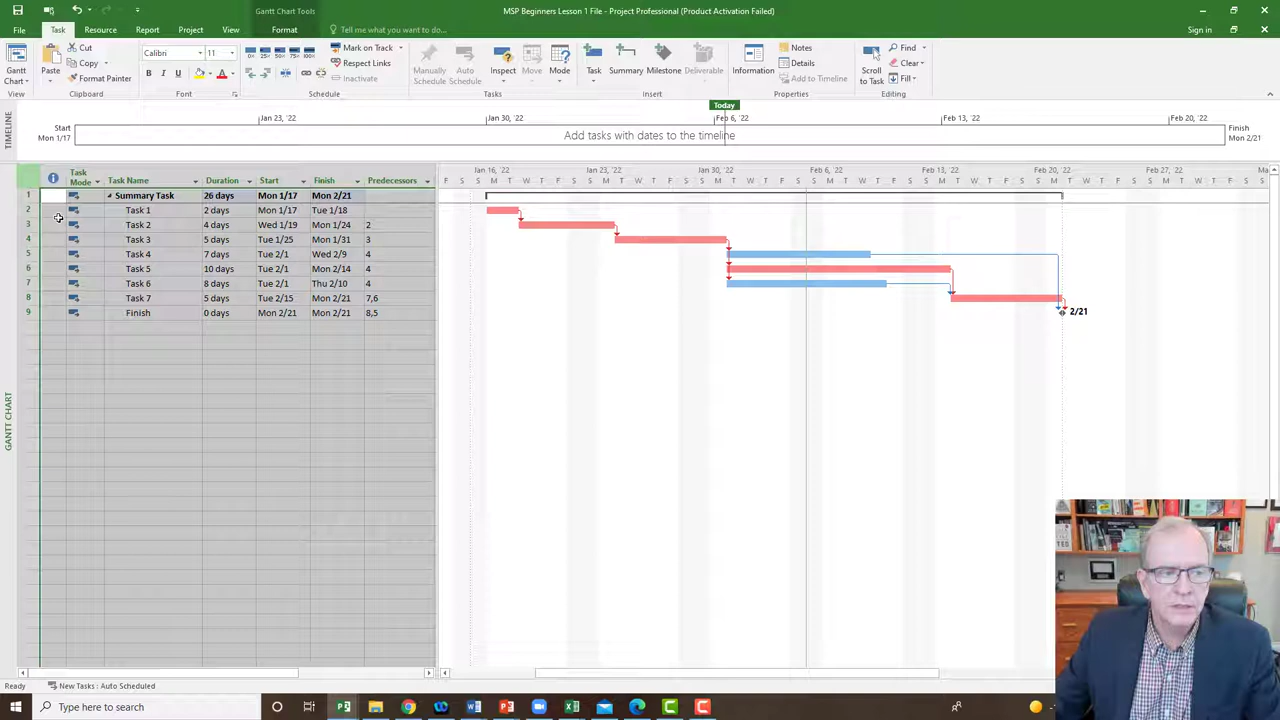 Gantt Chart Tools
MSP Beginners Lesson 1 File - Project Professional (Product Activation Failed)
File
Task
Resource
Report
Project
View
Format
Tell me what you want to do...
Sign in
Gantt Chart
Paste
Cut
Copy
Format Painter
Clipboard
Calibri
11
B I U
Font
0% 25% 50% 75% 100%
Mark on Track
Respect Links
Inactivate
Schedule
Manually Schedule
Auto Schedule
Inspect
Move
Mode
Tasks
Task
Summary
Milestone
Deliverable
Insert
Information
Notes
Details
Add to Timeline
Properties
Scroll to Task
Find
Clear
Fill
Editing
TIMELINE
Today
Jan 23, '22
Jan 30, '22
Feb 6, '22
Feb 13, '22
Feb 20, '22
Start
Mon 1/17
Add tasks with dates to the timeline
Finish
Mon 2/21
Task Mode
Task Name
Duration
Start
Finish
Predecessors
Jan 16, '22
Jan 23, '22
Jan 30, '22
Feb 6, '22
Feb 13, '22
Feb 20, '22
Feb 27, '22
F S S M T W T F S S M T W T F S S M T W T F S S M T W T F S S M T W T F S S M T W T F S S M T W T F S
1 Summary Task 26 days Mon 1/17 Mon 2/21
2 Task 1 2 days Mon 1/17 Tue 1/18
3 Task 2 4 days Wed 1/19 Mon 1/24 2
4 Task 3 5 days Tue 1/25 Mon 1/31 3
5 Task 4 7 days Tue 2/1 Wed 2/9 4
6 Task 5 10 days Tue 2/1 Mon 2/14 4
7 Task 6 8 days Tue 2/1 Thu 2/10 4
8 Task 7 5 days Tue 2/15 Mon 2/21 7,6
9 Finish 0 days Mon 2/21 Mon 2/21 8,5
2/21
GANTT CHART
Ready
New Tasks : Auto Scheduled
Type here to search